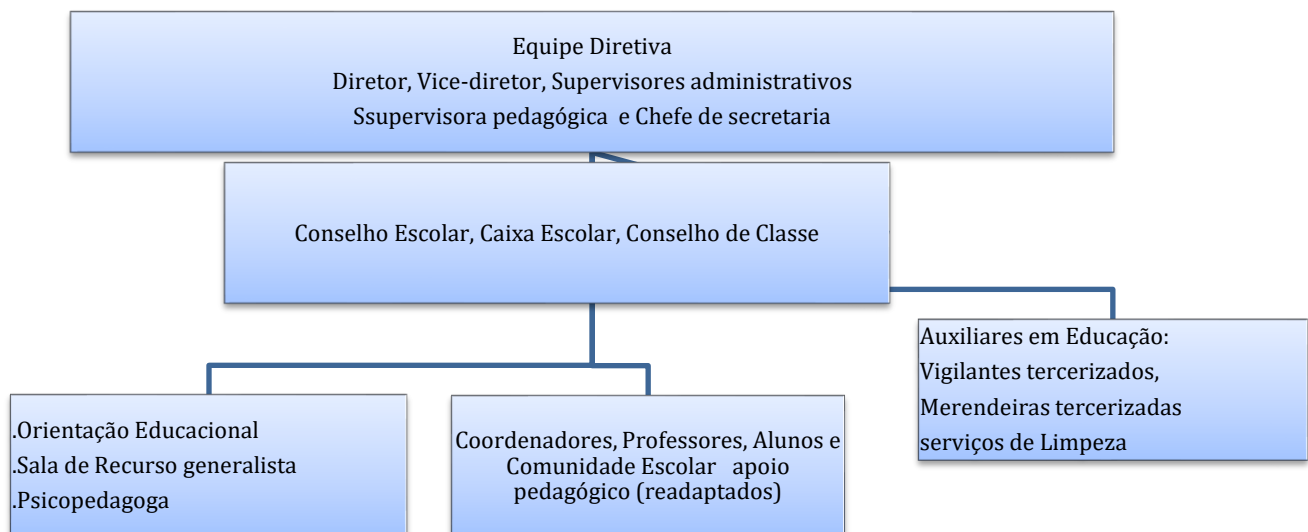 Equipe Diretiva
Diretor, Vice-diretor, Supervisores administrativos
Ssupervisora pedagógica e Chefe de secretaria
Conselho Escolar, Caixa Escolar, Conselho de Classe
Auxiliares em Educação:
Vigilantes tercerizados,
Merendeiras tercerizadas
serviços de Limpeza
.Orientação Educacional
.Sala de Recurso generalista
.Psicopedagoga
Coordenadores, Professores, Alunos e
Comunidade Escolar apoio
pedagógico (readaptados)